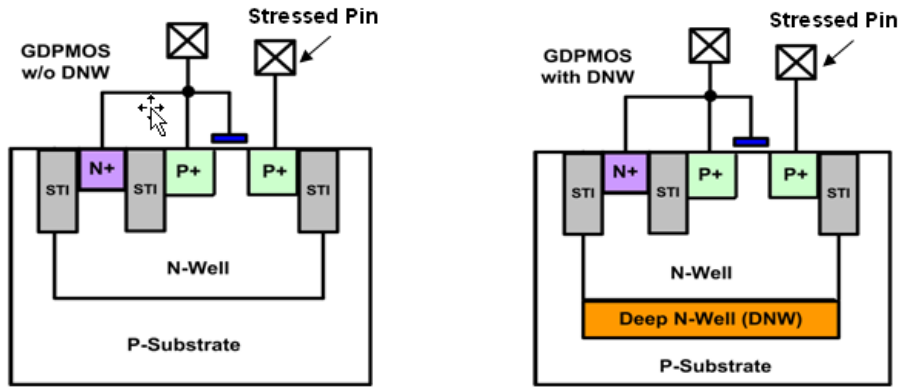 Stressed Pin
GDPMOS
w/o DNW
N+
P+
P+
STI
STI
STI
N-Well
P-Substrate
Stressed Pin
GDPMOS
with DNW
N+
P+
P+
STI
STI
STI
N-Well
Deep N-Well (DNW)
P-Substrate